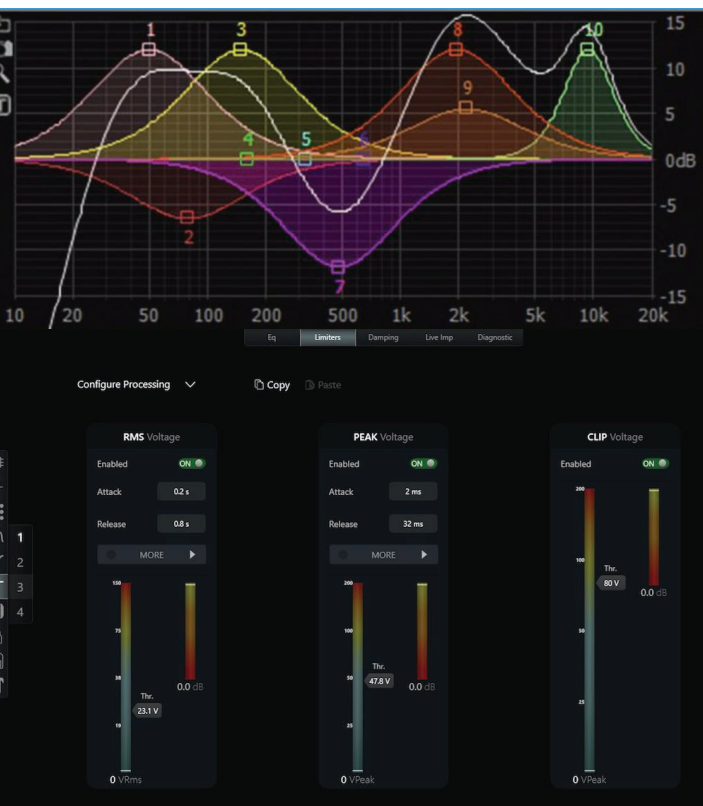 1 3 8 10
15
10
9
5
4 5 6
0dB
-5
2
-10
7
-15
10 20 50 100 200 500 1k 2k 5k 10k 20k
Eq Limiters Damping Live Imp Diagnostic
Configure Processing Copy Paste
RMS Voltage
Enabled ON
Attack 0.2 s
Release 0.8 s
MORE
150
75
38
0.0 dB
Thr.
23.1 V
19
0 VRms
PEAK Voltage
Enabled ON
Attack 2 ms
Release 32 ms
MORE
200
100
Thr.
50
47.8 V
0.0 dB
25
0 VPeak
CLIP Voltage
Enabled ON
200
100
Thr.
80 V
0.0 dB
50
25
0 VPeak
1
2
3
4